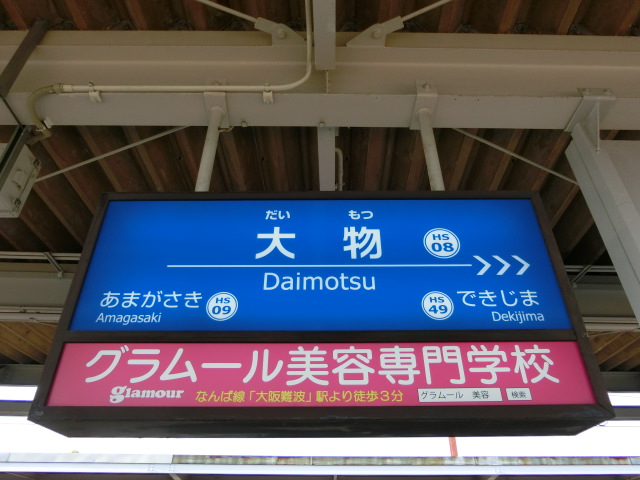 だい もつ
大 物 HS 08
Daimotsu
あまがさき HS 09
Amagasaki
HS 49 できじま
Dekijima
グラムール美容専門学校
glamour なんば線「大阪難波」駅より徒歩3分 グラムール 美容 検索